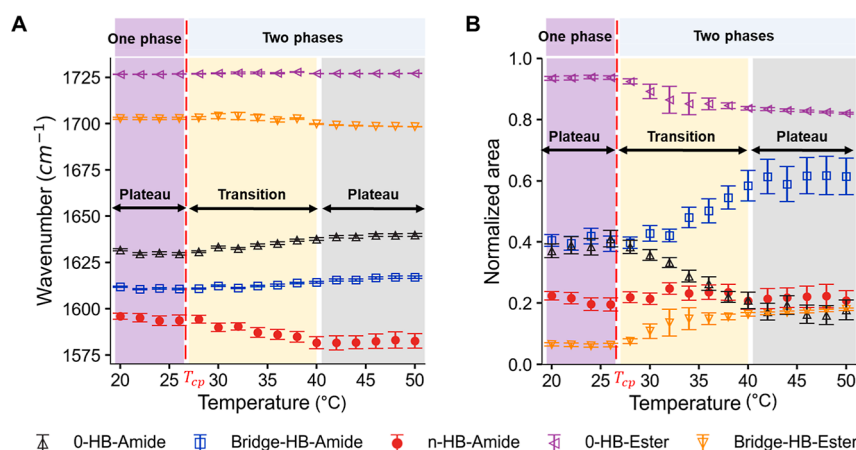 A
One phase
Two phases
Wavenumber (cm⁻¹)
1725
1700
1675
1650
1625
1600
1575
Plateau
Transition
Plateau
20
25
T_cp
30
35
40
45
50
Temperature (°C)
B
One phase
Two phases
Normalized area
1.0
0.8
0.6
0.4
0.2
0.0
Plateau
Transition
Plateau
20
25
T_cp
30
35
40
45
50
Temperature (°C)
0-HB-Amide
Bridge-HB-Amide
n-HB-Amide
0-HB-Ester
Bridge-HB-Ester